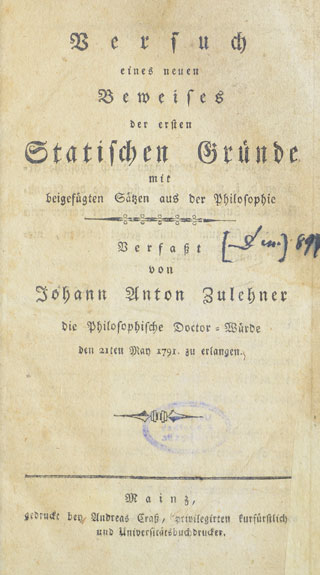 Versuch
eines neuen
Beweises
der ersten
Statischen Gründe
mit
beigefügten Sätzen aus der Philosophie
Verfaßt
von
Johann Anton Zulehner
die Philosophische Doctor-Würde
den 21ten May 1791. zu erlangen.
Mainz,
gedruckt bey Andreas Craß, privilegirten kurfürstlich
und Universitätsbuchdrucker.